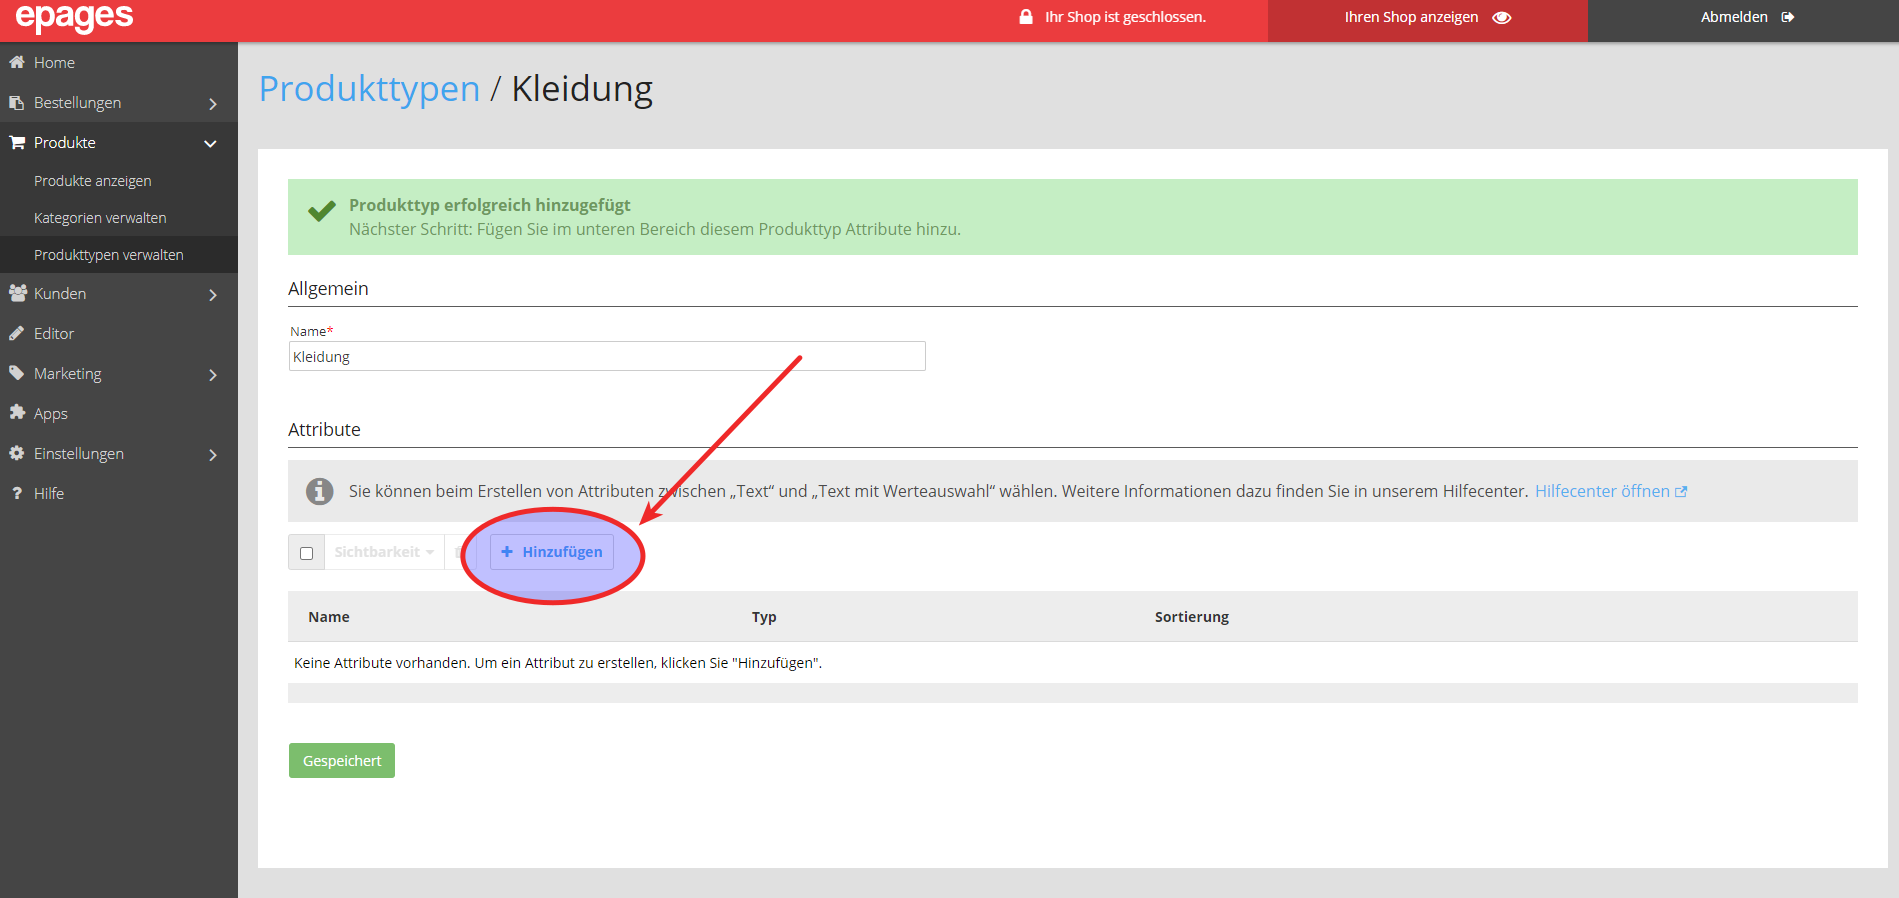 epages
Ihr Shop ist geschlossen.
Ihren Shop anzeigen
Abmelden
Home
Bestellungen
Produkte
Produkte anzeigen
Kategorien verwalten
Produkttypen verwalten
Kunden
Editor
Marketing
Apps
Einstellungen
Hilfe
Produkttypen / Kleidung
Produkttyp erfolgreich hinzugefügt
Nächster Schritt: Fügen Sie im unteren Bereich diesem Produkttyp Attribute hinzu.
Allgemein
Name*
Kleidung
Attribute
Sie können beim Erstellen von Attributen zwischen „Text“ und „Text mit Werteauswahl“ wählen. Weitere Informationen dazu finden Sie in unserem Hilfecenter. Hilfecenter öffnen
Sichtbarkeit
Hinzufügen
Name Typ Sortierung
Keine Attribute vorhanden. Um ein Attribut zu erstellen, klicken Sie "Hinzufügen".
Gespeichert